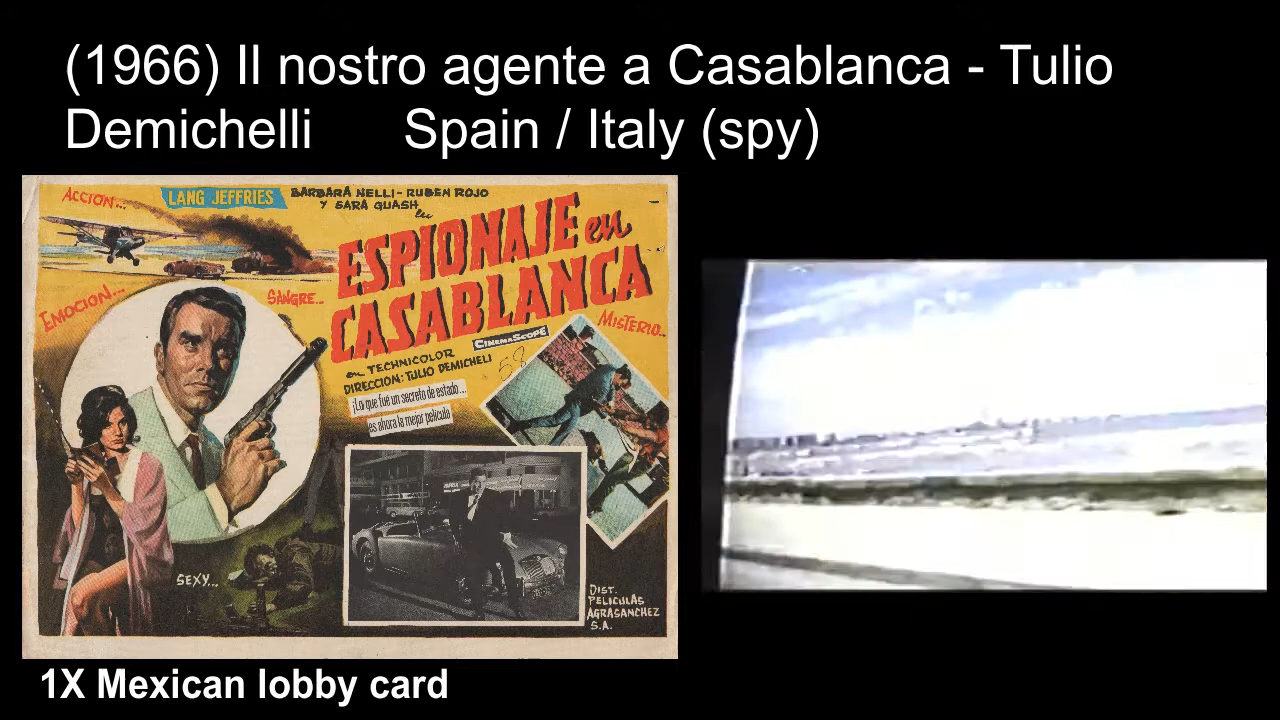 (1966) Il nostro agente a Casablanca - Tulio
Demichelli Spain / Italy (spy)
ACCION...
LANG JEFFRIES
BARBARA NELLI - RUBEN ROJO
Y SARA GUASH
en
ESPIONAJE en
CASABLANCA
EMOCION...
SANGRE...
MISTERIO...
CINEMASCOPE
en TECHNICOLOR
58
DIRECCION: TULIO DEMICHELI
¡Lo que fué un secreto de estado...
es ahora la mejor película
SEXY...
DIST.
PELICULAS
AGRASANCHEZ
S.A.
1X Mexican lobby card